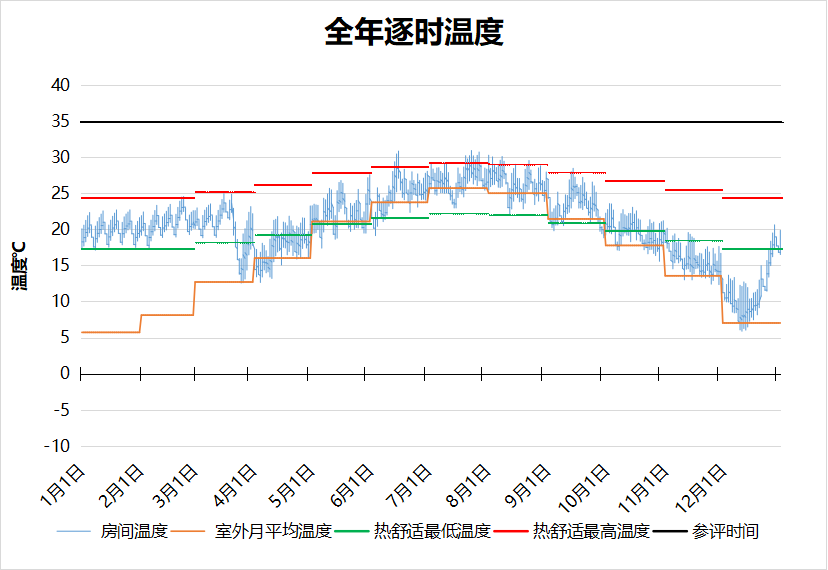 全年逐时温度
40
35
30
25
20
15
10
5
0
-5
-10
温度℃
1月1日
2月1日
3月1日
4月1日
5月1日
6月1日
7月1日
8月1日
9月1日
10月1日
11月1日
12月1日
房间温度 室外月平均温度 热舒适最低温度 热舒适最高温度 参评时间